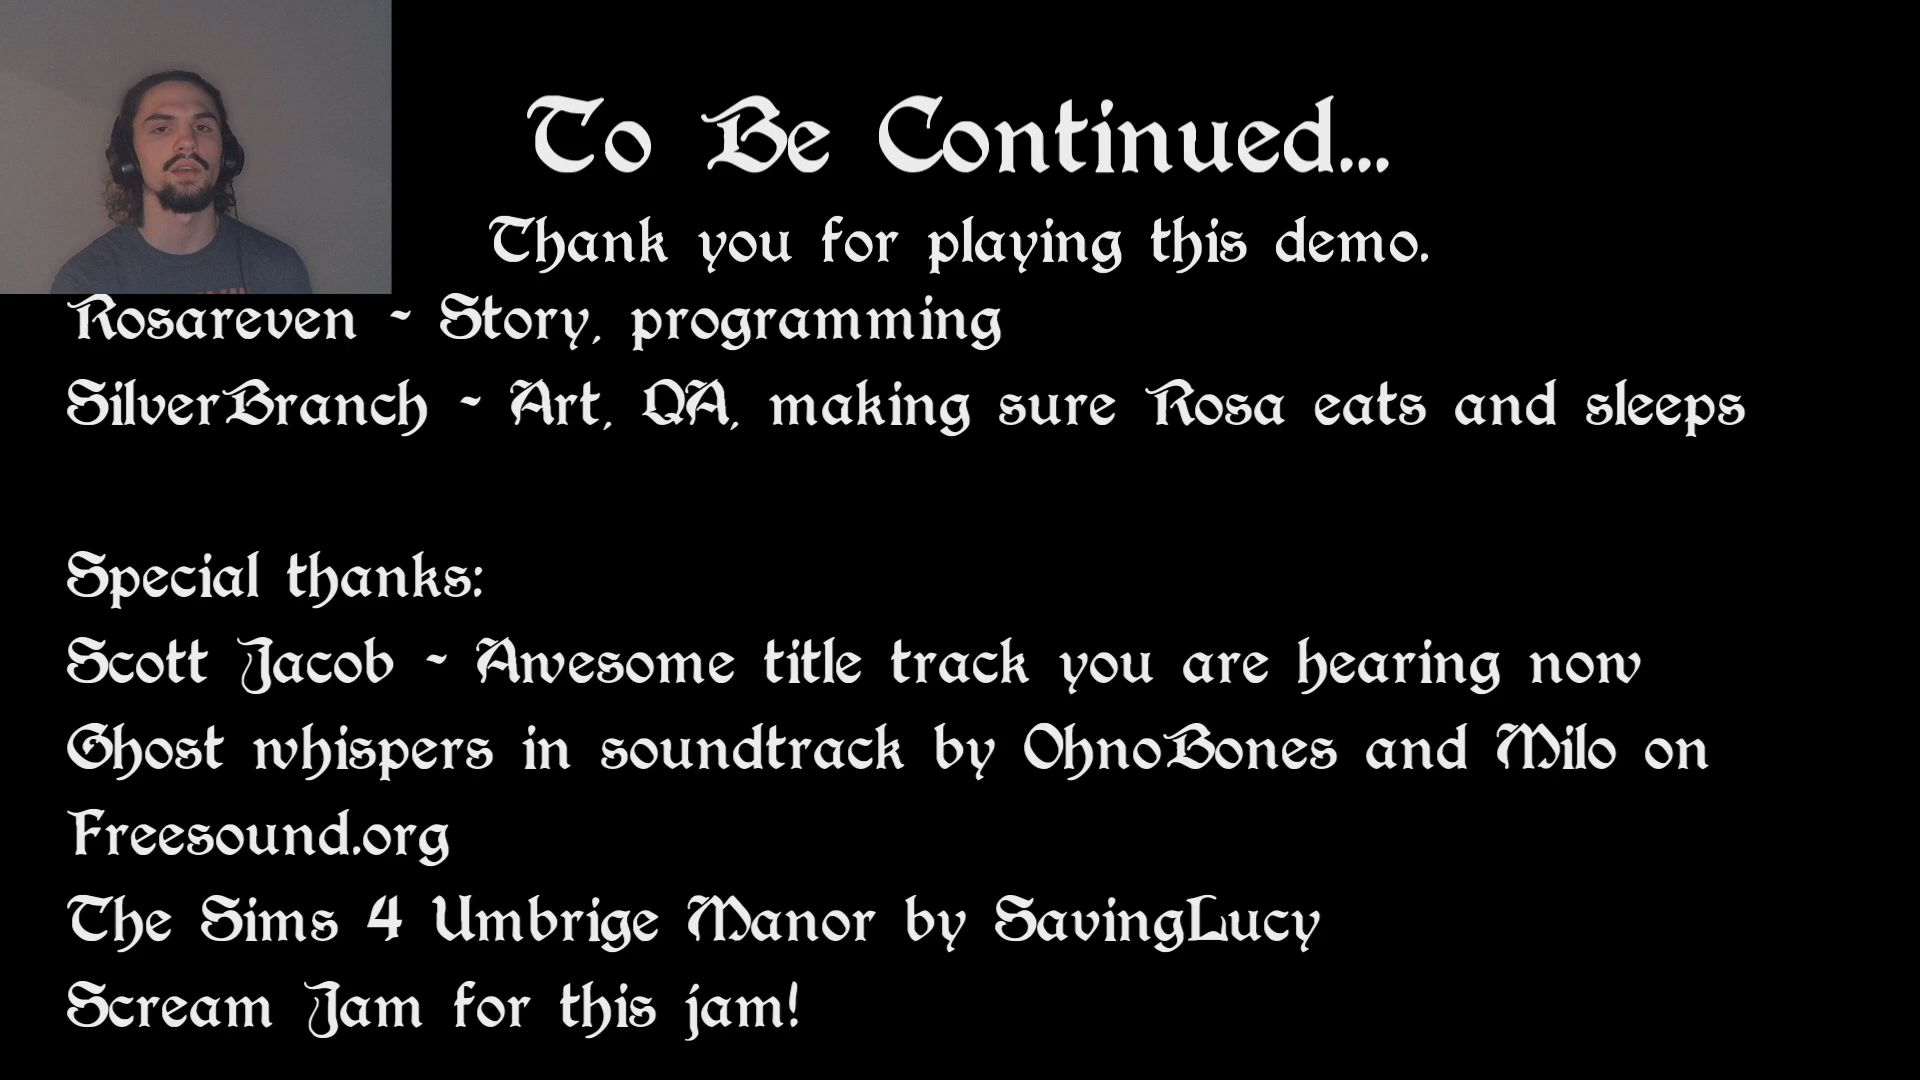 To Be Continued...
Thank you for playing this demo.
Rosareven - Story, programming
SilverBranch - Art, QA, making sure Rosa eats and sleeps
Special thanks:
Scott Jacob - Awesome title track you are hearing now
Ghost whispers in soundtrack by OhnoBones and Milo on
Freesound.org
The Sims 4 Umbrige Manor by SavingLucy
Scream Jam for this jam!